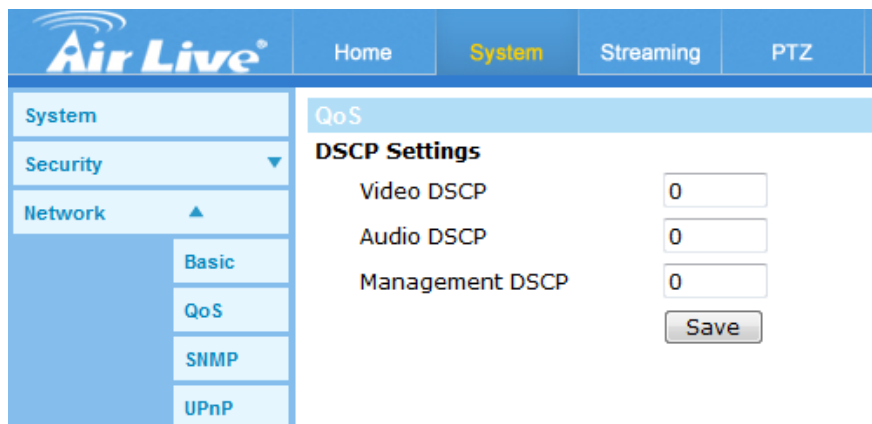 Air Live®
Home System Streaming PTZ
System
Security
Network
Basic
QoS
SNMP
UPnP
QoS
DSCP Settings
Video DSCP 0
Audio DSCP 0
Management DSCP 0
Save